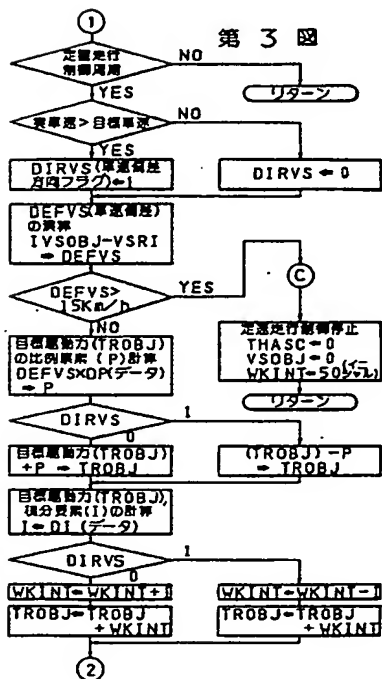 1
第3図
定速走行
制御周期
NO
YES
リターン
実車速>目標車速
NO
YES
DIRVS(車速偏差
方向フラグ)←1
DIRVS ← 0
DEFVS(車速偏差)
の演算
IVSOBJ-VSRI
⇒ DEFVS
DEFVS>
15Km/h
YES
C
NO
定速走行制御停止
THASC←0
VSOBJ←0
WKINT←50(イニ
シャル)
リターン
目標駆動力(TROBJ)
の比例要素(P)計算
DEFVS×DP(データ)
⇒ P
DIRVS
I
0
目標駆動力(TROBJ)
+P ⇒ TROBJ
(TROBJ)-P
⇒ TROBJ
目標駆動力(TROBJ),
積分要素(I)の計算
I←DI(データ)
DIRVS
I
0
WKINT←WKINT+I
WKINT←WKINT-I
TROBJ←TROBJ
+WKINT
TROBJ←TROBJ
+WKINT
2